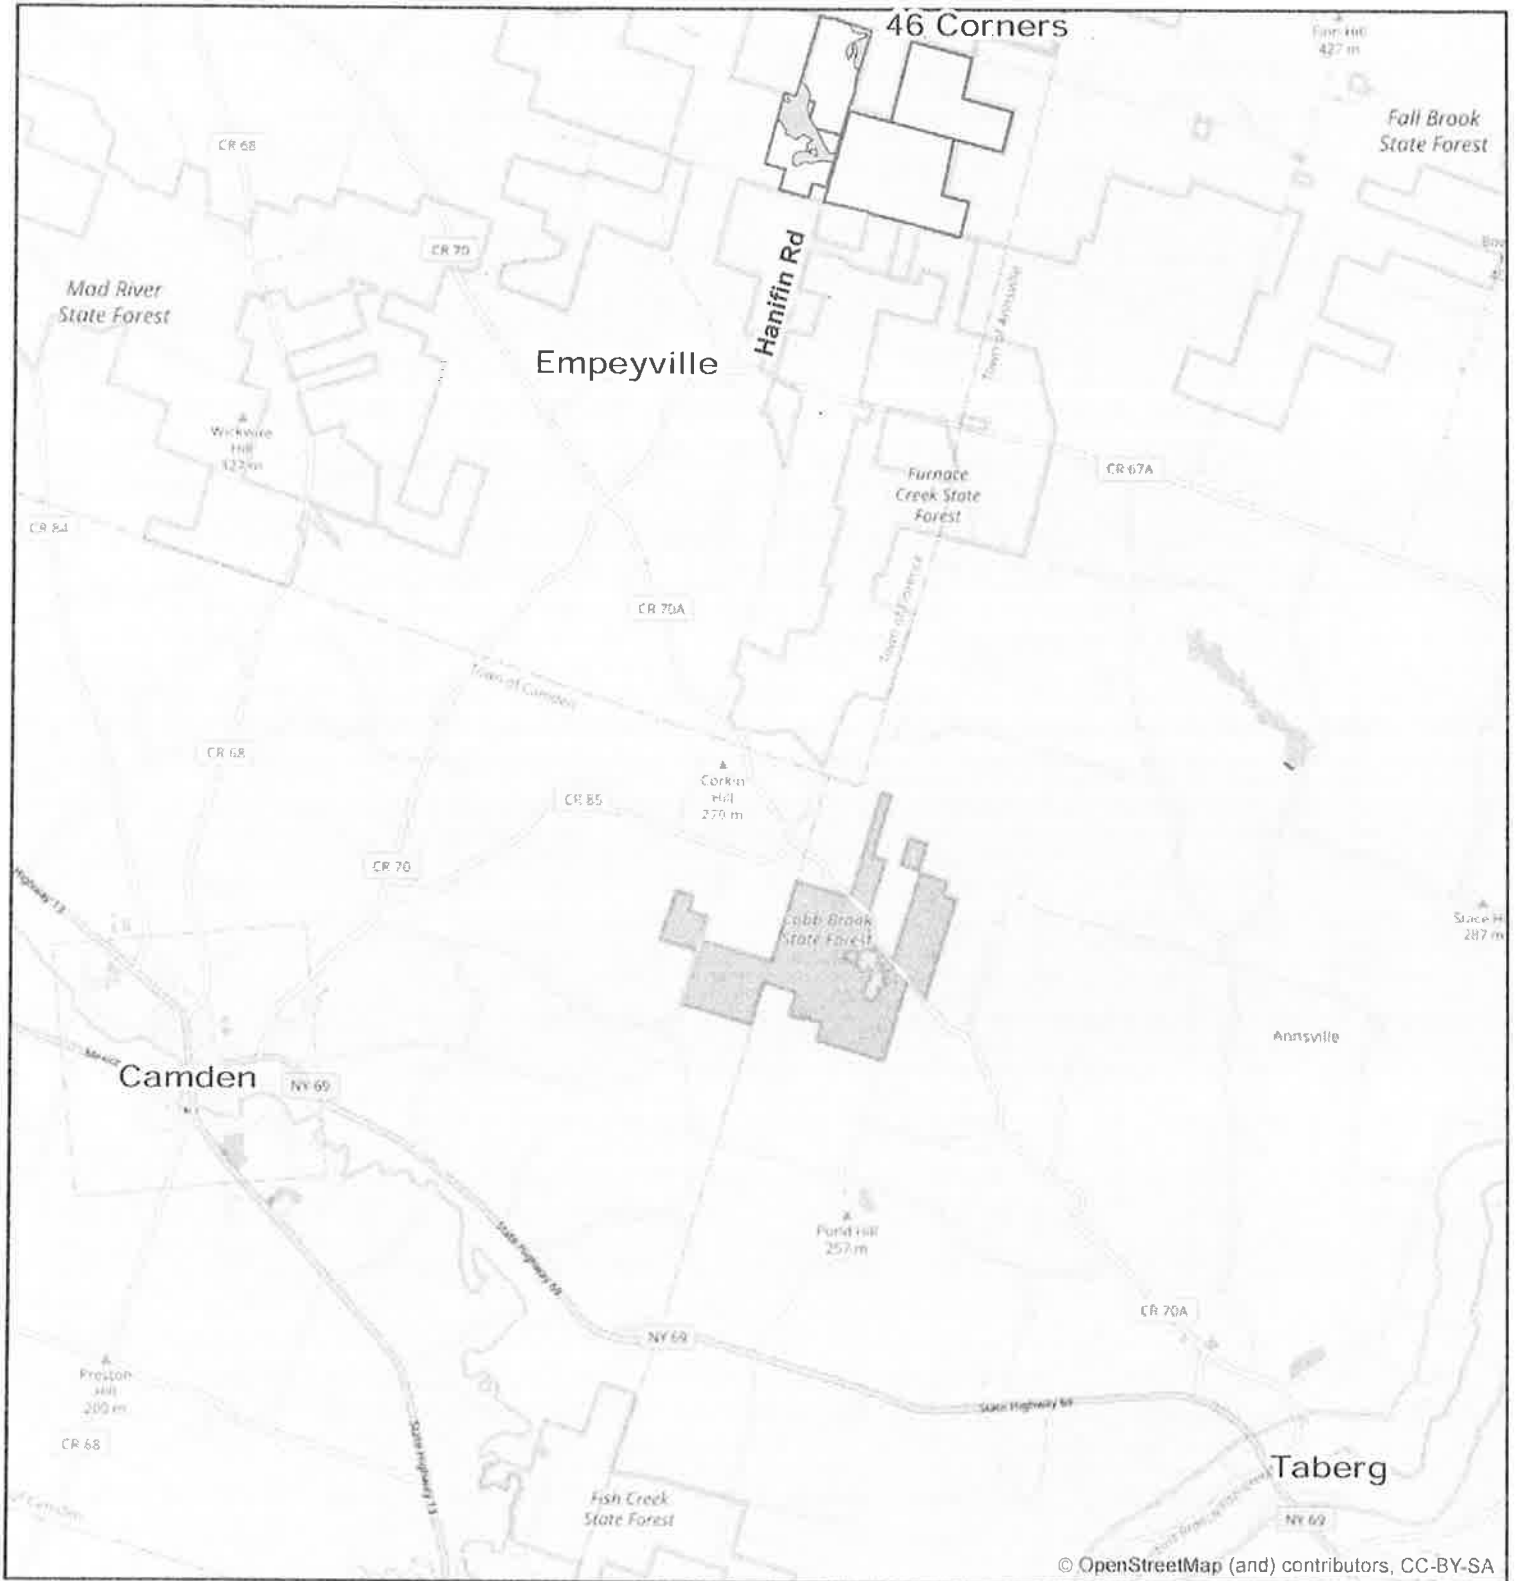 46 Corners
427 m
Fall Brook
State Forest
CR 68
CR 70
Mad River
State Forest
Hanifin Rd
Town of Annsville
Empeyville
Wickwire
Hill
Furnace
Creek State
Forest
CR 67A
CR 84
CR 70A
Town of Florence
Town of Camden
CR 68
Corkin
Hill
270 m
CR 85
CR 70
Highway 13
Cobb Brook
State Forest
287 m
Annsville
Camden
NY 69
State Highway 69
Pond Hill
257 m
CR 70A
NY 69
Preston
Hill
200 m
State Highway 69
CR 68
State Highway 13
Taberg
Fish Creek
State Forest
NY 69
© OpenStreetMap (and) contributors, CC-BY-SA